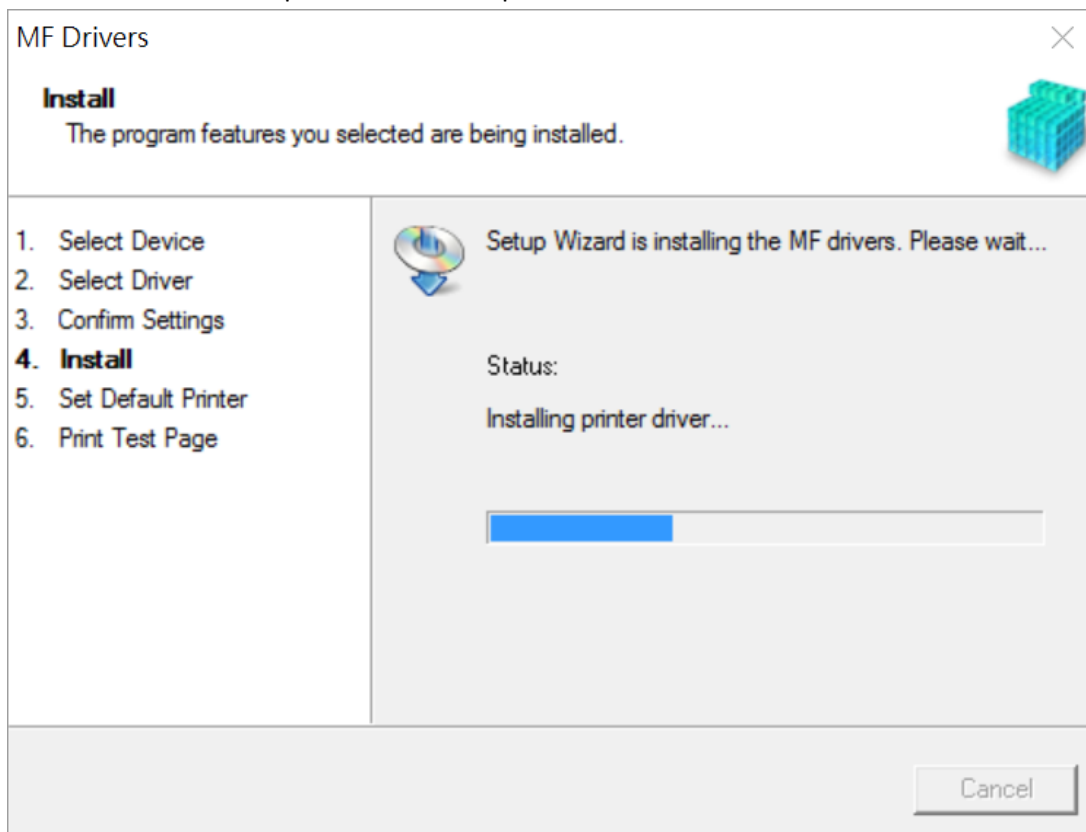 MF Drivers
Install
The program features you selected are being installed.
1. Select Device
2. Select Driver
3. Confirm Settings
4. Install
5. Set Default Printer
6. Print Test Page
Setup Wizard is installing the MF drivers. Please wait...
Status:
Installing printer driver...
Cancel